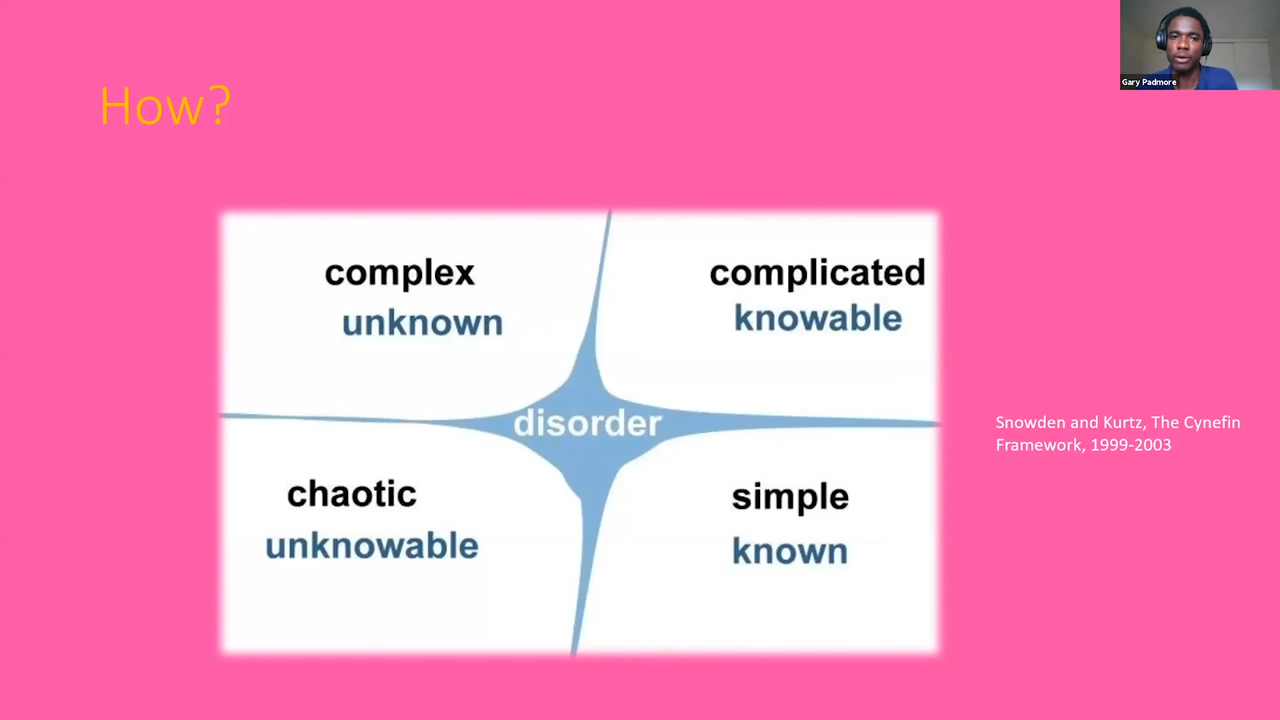 Gary Padmore
How?
complex
unknown
complicated
knowable
disorder
chaotic
unknowable
simple
known
Snowden and Kurtz, The Cynefin
Framework, 1999-2003